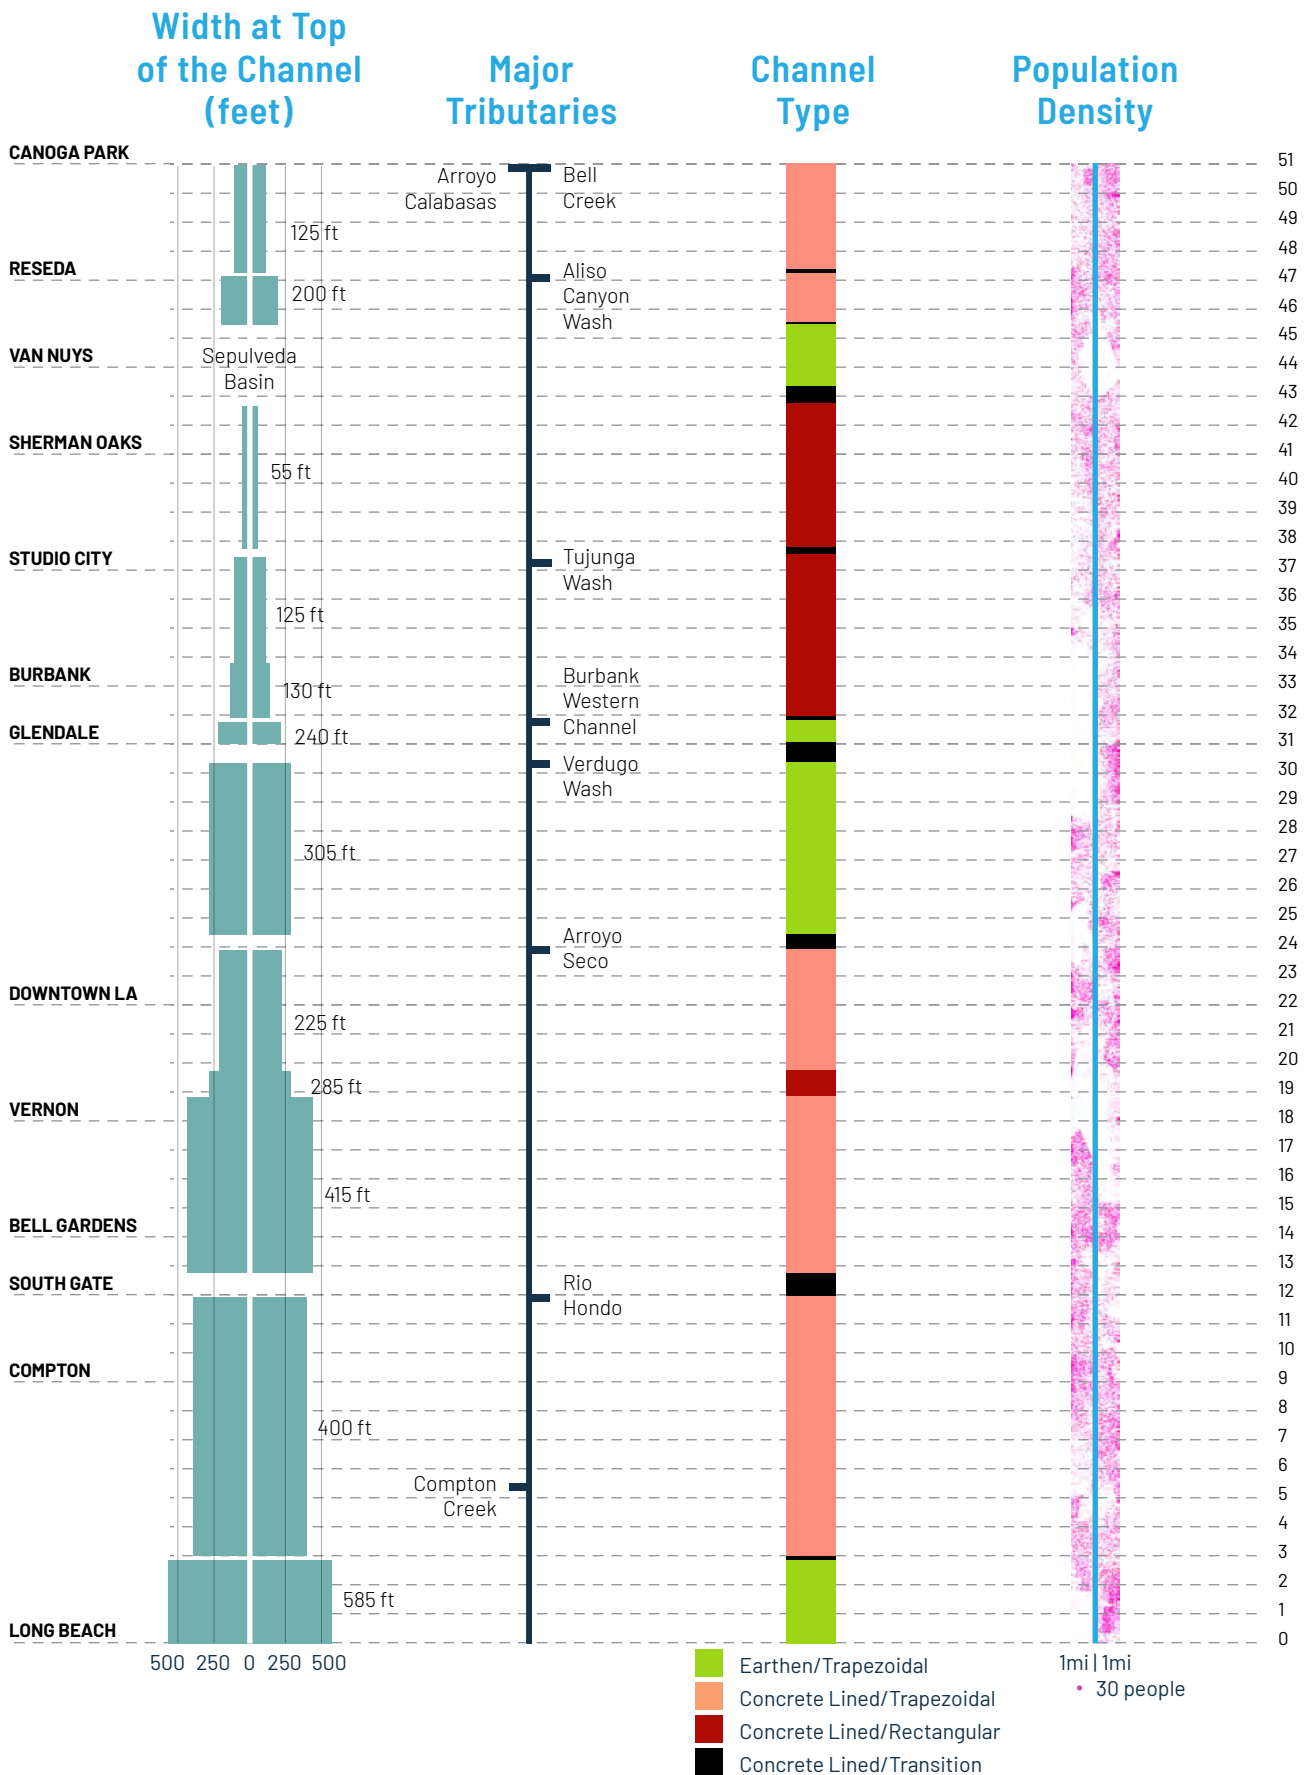 Width at Top
of the Channel
(feet)
Major
Tributaries
Channel
Type
Population
Density
CANOGA PARK
RESEDA
VAN NUYS
SHERMAN OAKS
STUDIO CITY
BURBANK
GLENDALE
DOWNTOWN LA
VERNON
BELL GARDENS
SOUTH GATE
COMPTON
LONG BEACH
125 ft
200 ft
Sepulveda
Basin
55 ft
125 ft
130 ft
240 ft
305 ft
225 ft
285 ft
415 ft
400 ft
585 ft
500 250 0 250 500
Arroyo
Calabasas
Bell
Creek
Aliso
Canyon
Wash
Tujunga
Wash
Burbank
Western
Channel
Verdugo
Wash
Arroyo
Seco
Rio
Hondo
Compton
Creek
Earthen/Trapezoidal
Concrete Lined/Trapezoidal
Concrete Lined/Rectangular
Concrete Lined/Transition
1mi | 1mi
30 people
51
50
49
48
47
46
45
44
43
42
41
40
39
38
37
36
35
34
33
32
31
30
29
28
27
26
25
24
23
22
21
20
19
18
17
16
15
14
13
12
11
10
9
8
7
6
5
4
3
2
1
0